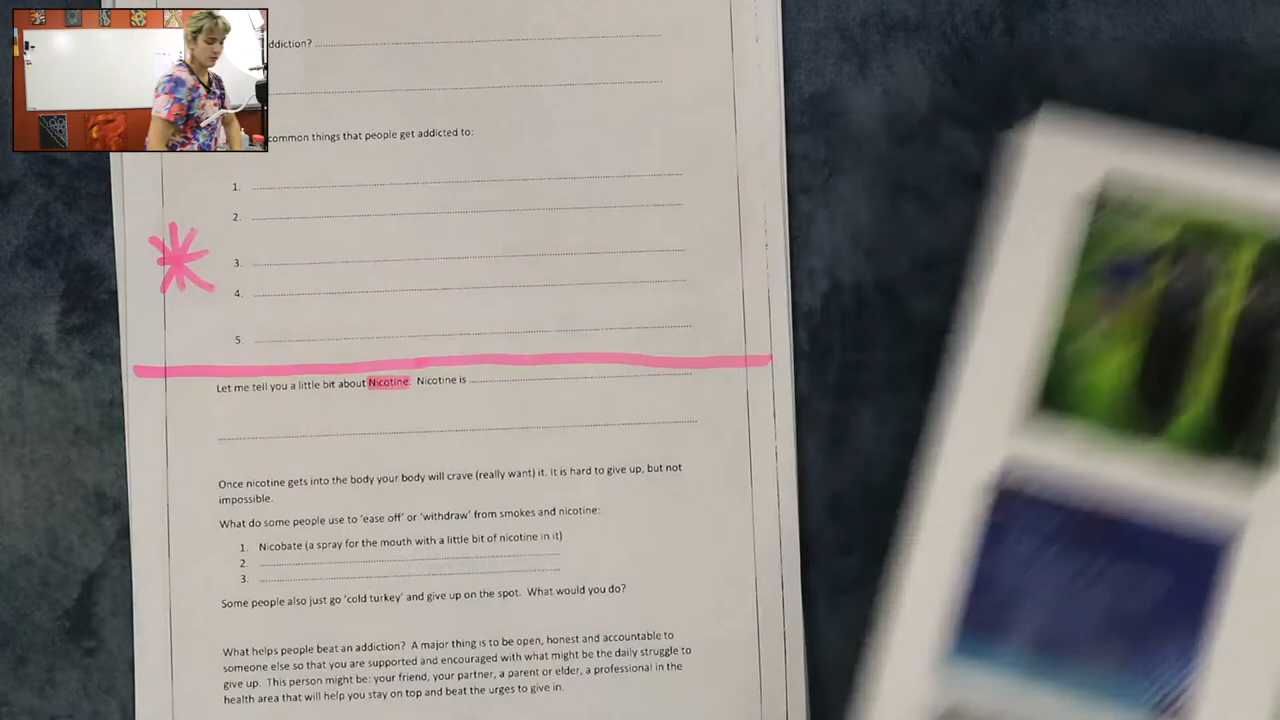 ddiction? ........................................
........................................
common things that people get addicted to:
1. ........................................
2. ........................................
3. ........................................
4. ........................................
5. ........................................
Let me tell you a little bit about Nicotine. Nicotine is ........................................
........................................
Once nicotine gets into the body your body will crave (really want) it. It is hard to give up, but not
impossible.
What do some people use to 'ease off' or 'withdraw' from smokes and nicotine:
1. Nicobate (a spray for the mouth with a little bit of nicotine in it)
2. ........................................
3. ........................................
Some people also just go 'cold turkey' and give up on the spot. What would you do?
What helps people beat an addiction? A major thing is to be open, honest and accountable to
someone else so that you are supported and encouraged with what might be the daily struggle to
give up. This person might be: your friend, your partner, a parent or elder, a professional in the
health area that will help you stay on top and beat the urges to give in.